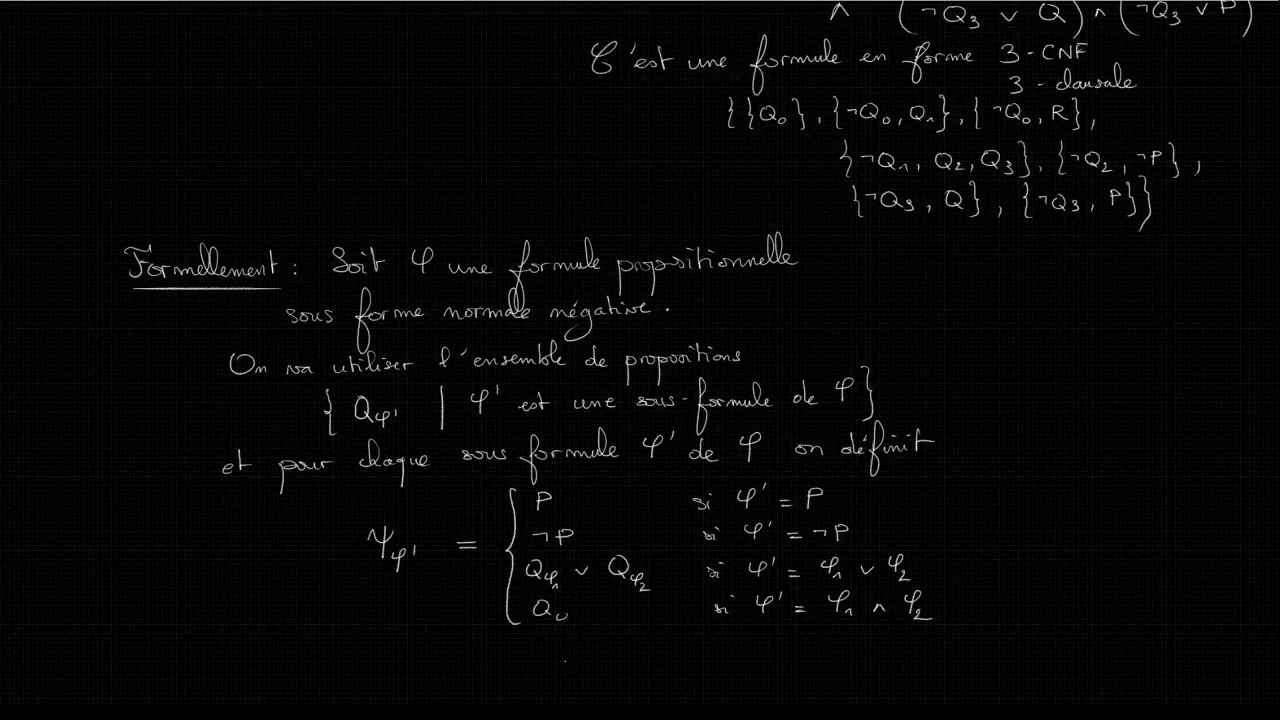 ∧ (¬Q₃ ∨ Q) ∧ (¬Q₃ ∨ P)
C'est une formule en forme 3-CNF
3-clausale
{{Q₀}, {¬Q₀, Q₁}, {¬Q₀, R},
{¬Q₁, Q₂, Q₃}, {¬Q₂, ¬P},
{¬Q₃, Q}, {¬Q₃, P}}
Formellement : Soit φ une formule propositionnelle
sous forme normale négative.
On va utiliser l'ensemble de propositions
{ Q_φ' | φ' est une sous-formule de φ }
et pour chaque sous formule φ' de φ on définit
P si φ' = P
¬P si φ' = ¬P
Ψ_φ' = { Q_φ₁ ∨ Q_φ₂ si φ' = φ₁ ∨ φ₂
Q si φ' = φ₁ ∧ φ₂